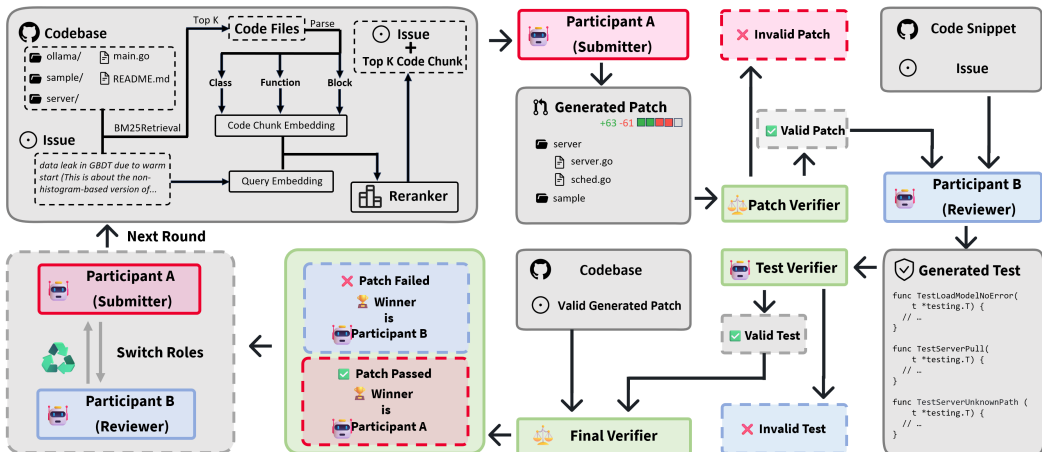 Codebase
ollama/
main.go
sample/
README.md
server/
Top K
Code Files
Parse
Class
Function
Block
BM25Retrieval
Code Chunk Embedding
Issue
data leak in GBDT due to warm
start (This is about the non-
histogram-based version of...
Query Embedding
Reranker
Issue
+
Top K Code Chunk
Participant A
(Submitter)
Generated Patch
+63 -61
server
server.go
sched.go
sample
Invalid Patch
Valid Patch
Patch Verifier
Code Snippet
Issue
Participant B
(Reviewer)
Generated Test
func TestLoadModelNoError(
t *testing.T) {
// …
}
func TestServerPull(
t *testing.T) {
// …
}
func TestServerUnknownPath (
t *testing.T) {
// …
}
Test Verifier
Valid Test
Invalid Test
Codebase
Valid Generated Patch
Final Verifier
Patch Failed
Winner
is
Participant B
Patch Passed
Winner
is
Participant A
Next Round
Participant A
(Submitter)
Switch Roles
Participant B
(Reviewer)